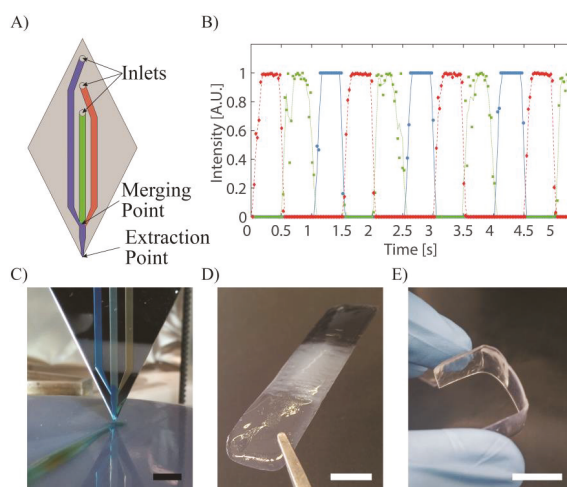 A)
Inlets
Merging
Point
Extraction
Point
B)
Intensity [A.U.]
1
0.8
0.6
0.4
0.2
0
0 0.5 1 1.5 2 2.5 3 3.5 4 4.5 5
Time [s]
C)
D)
E)